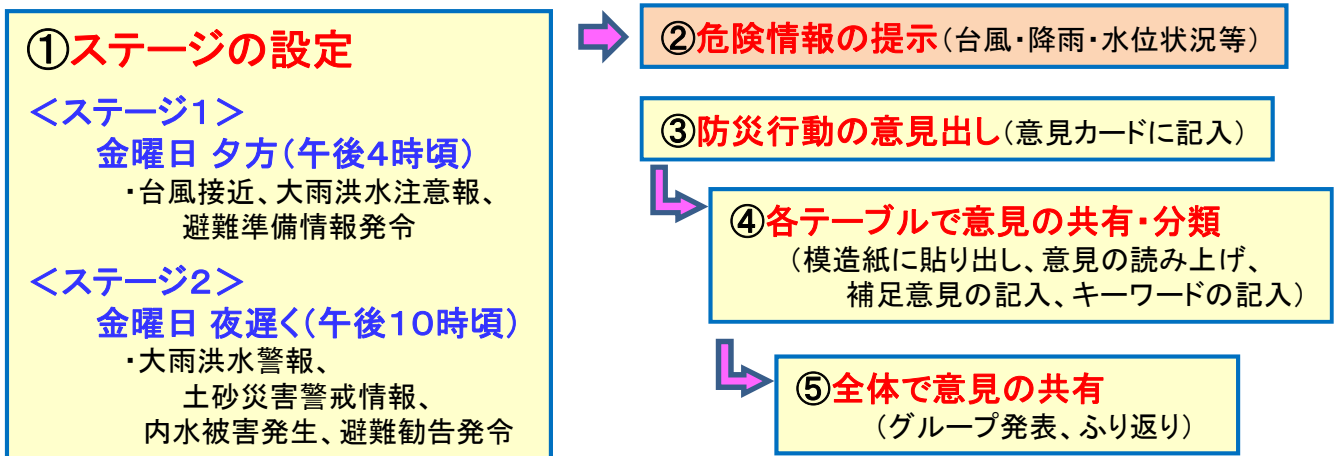 ①ステージの設定
<ステージ1>
金曜日 夕方(午後4時頃)
・台風接近、大雨洪水注意報、
避難準備情報発令
<ステージ2>
金曜日 夜遅く(午後10時頃)
・大雨洪水警報、
土砂災害警戒情報、
内水被害発生、避難勧告発令
②危険情報の提示(台風・降雨・水位状況等)
③防災行動の意見出し(意見カードに記入)
④各テーブルで意見の共有・分類
(模造紙に貼り出し、意見の読み上げ、
補足意見の記入、キーワードの記入)
⑤全体で意見の共有
(グループ発表、ふり返り)